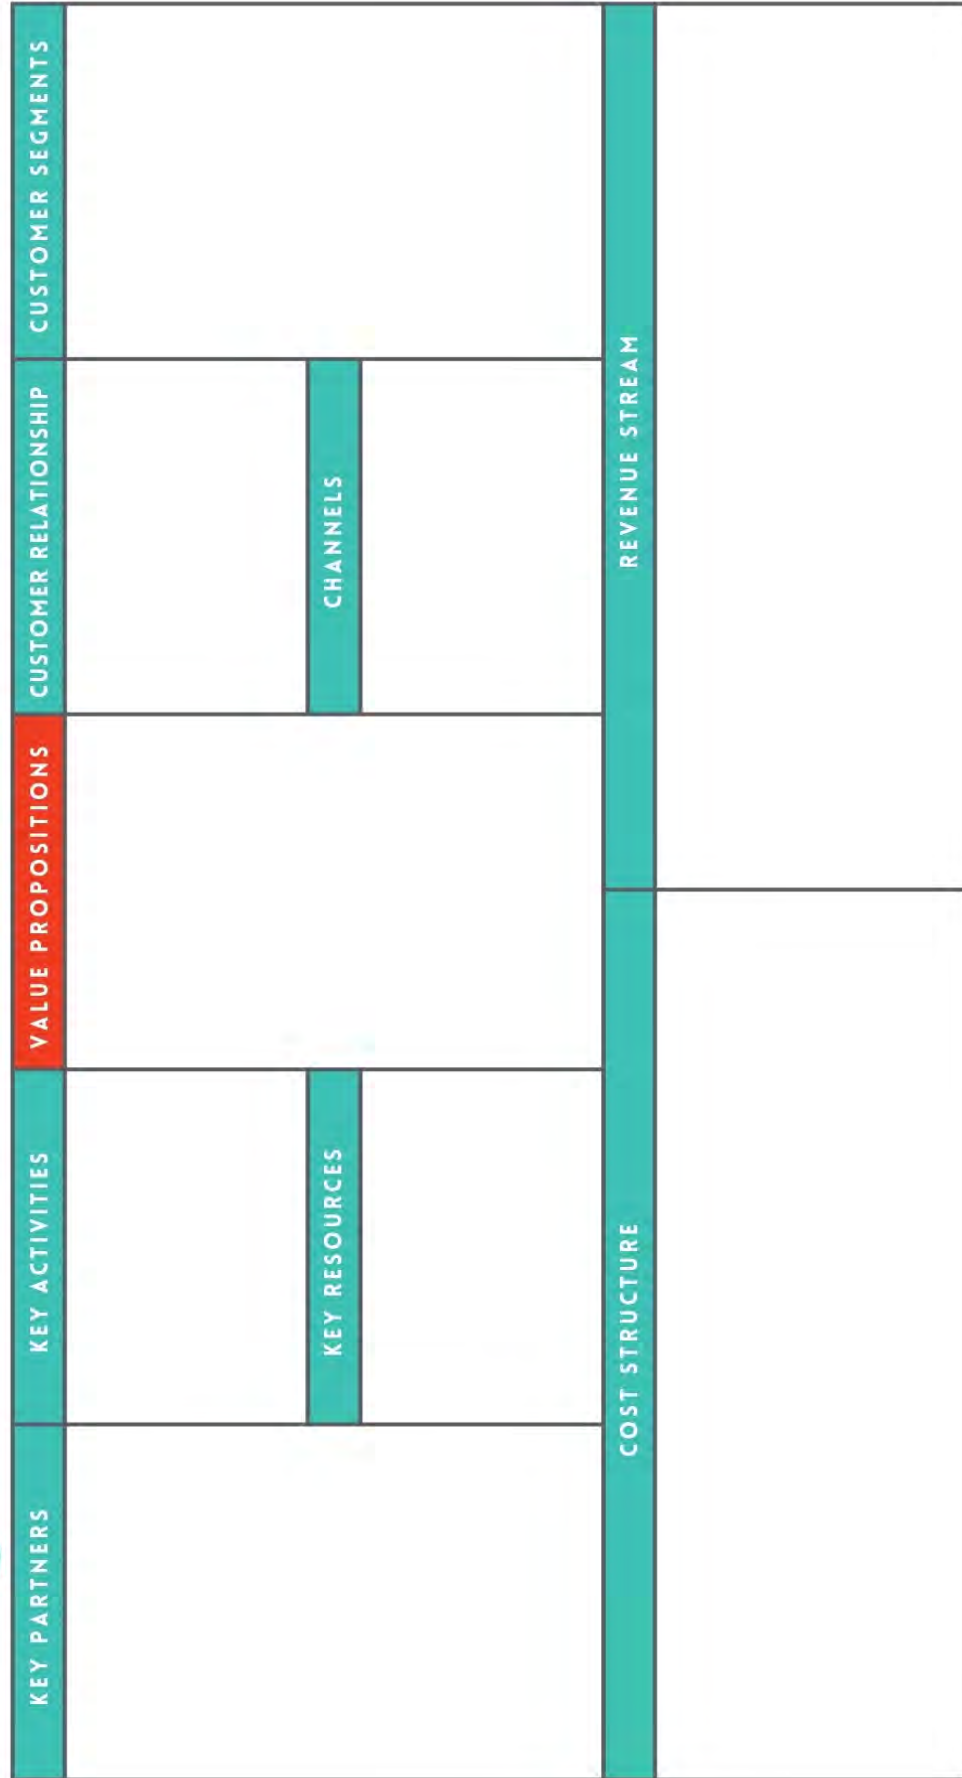 KEY PARTNERS
KEY ACTIVITIES
VALUE PROPOSITIONS
CUSTOMER RELATIONSHIP
CUSTOMER SEGMENTS
KEY RESOURCES
CHANNELS
COST STRUCTURE
REVENUE STREAM